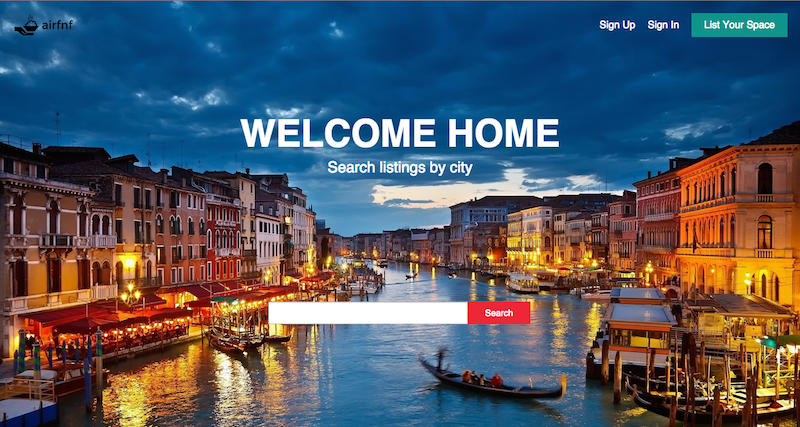 airfnf
Sign Up
Sign In
List Your Space
WELCOME HOME
Search listings by city
Search